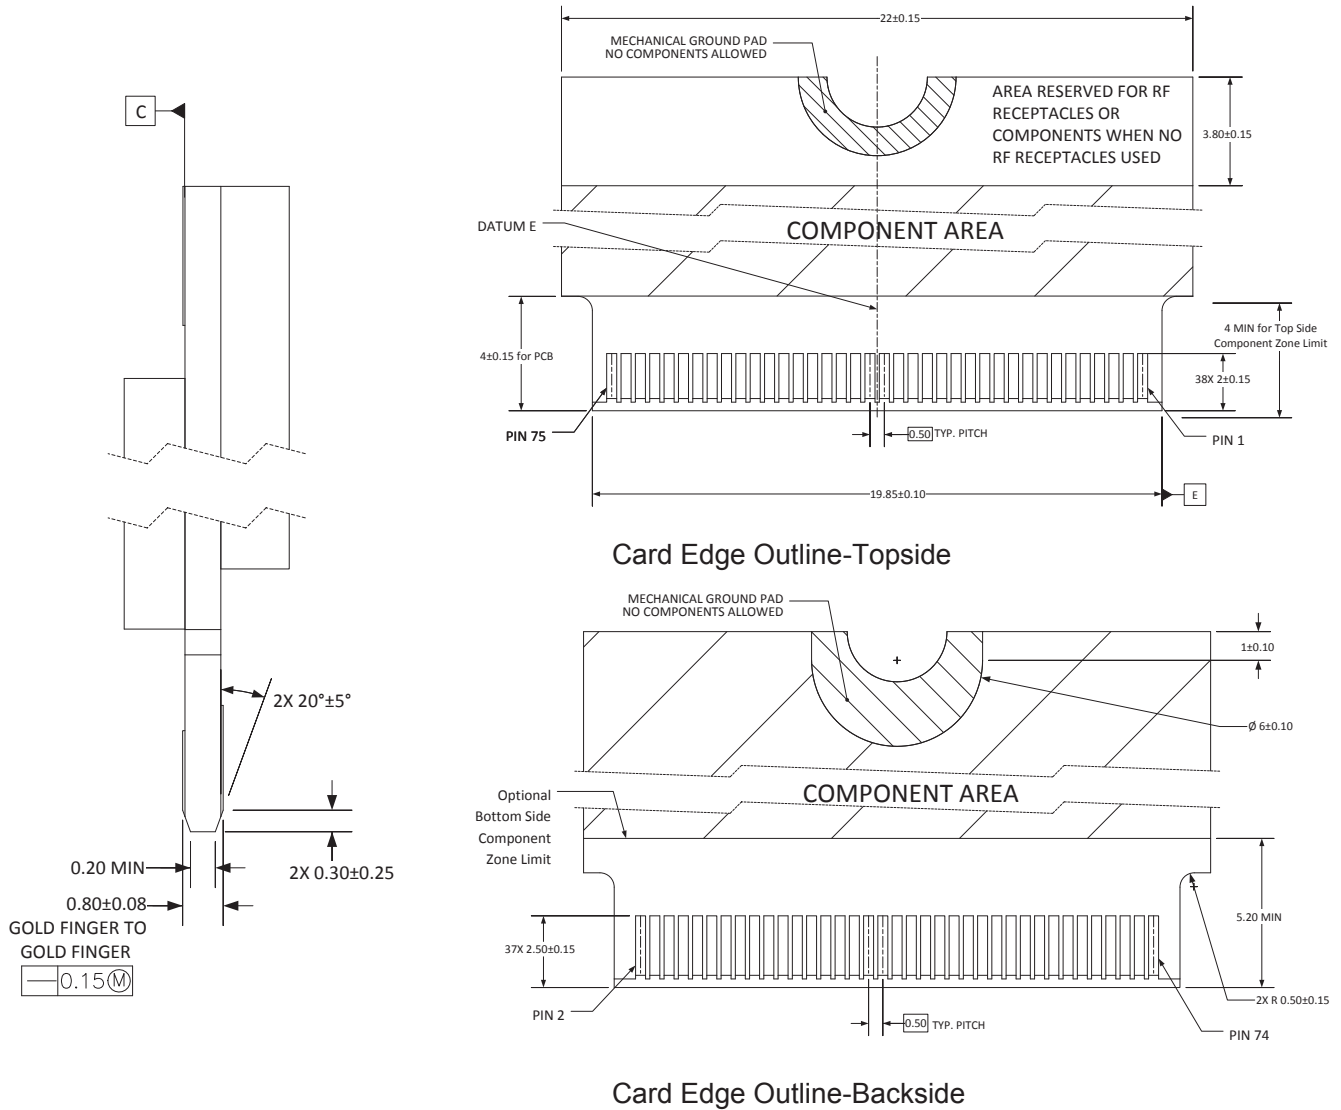 C
2X 20°±5°
0.20 MIN
2X 0.30±0.25
0.80±0.08
GOLD FINGER TO
GOLD FINGER
0.15Ⓜ
22±0.15
MECHANICAL GROUND PAD
NO COMPONENTS ALLOWED
AREA RESERVED FOR RF
RECEPTACLES OR
COMPONENTS WHEN NO
RF RECEPTACLES USED
3.80±0.15
DATUM E
COMPONENT AREA
4±0.15 for PCB
4 MIN for Top Side
Component Zone Limit
38X 2±0.15
PIN 75
0.50 TYP. PITCH
PIN 1
19.85±0.10
E
Card Edge Outline-Topside
MECHANICAL GROUND PAD
NO COMPONENTS ALLOWED
1±0.10
Ø 6±0.10
COMPONENT AREA
Optional
Bottom Side
Component
Zone Limit
5.20 MIN
37X 2.50±0.15
2X R 0.50±0.15
PIN 2
0.50 TYP. PITCH
PIN 74
Card Edge Outline-Backside